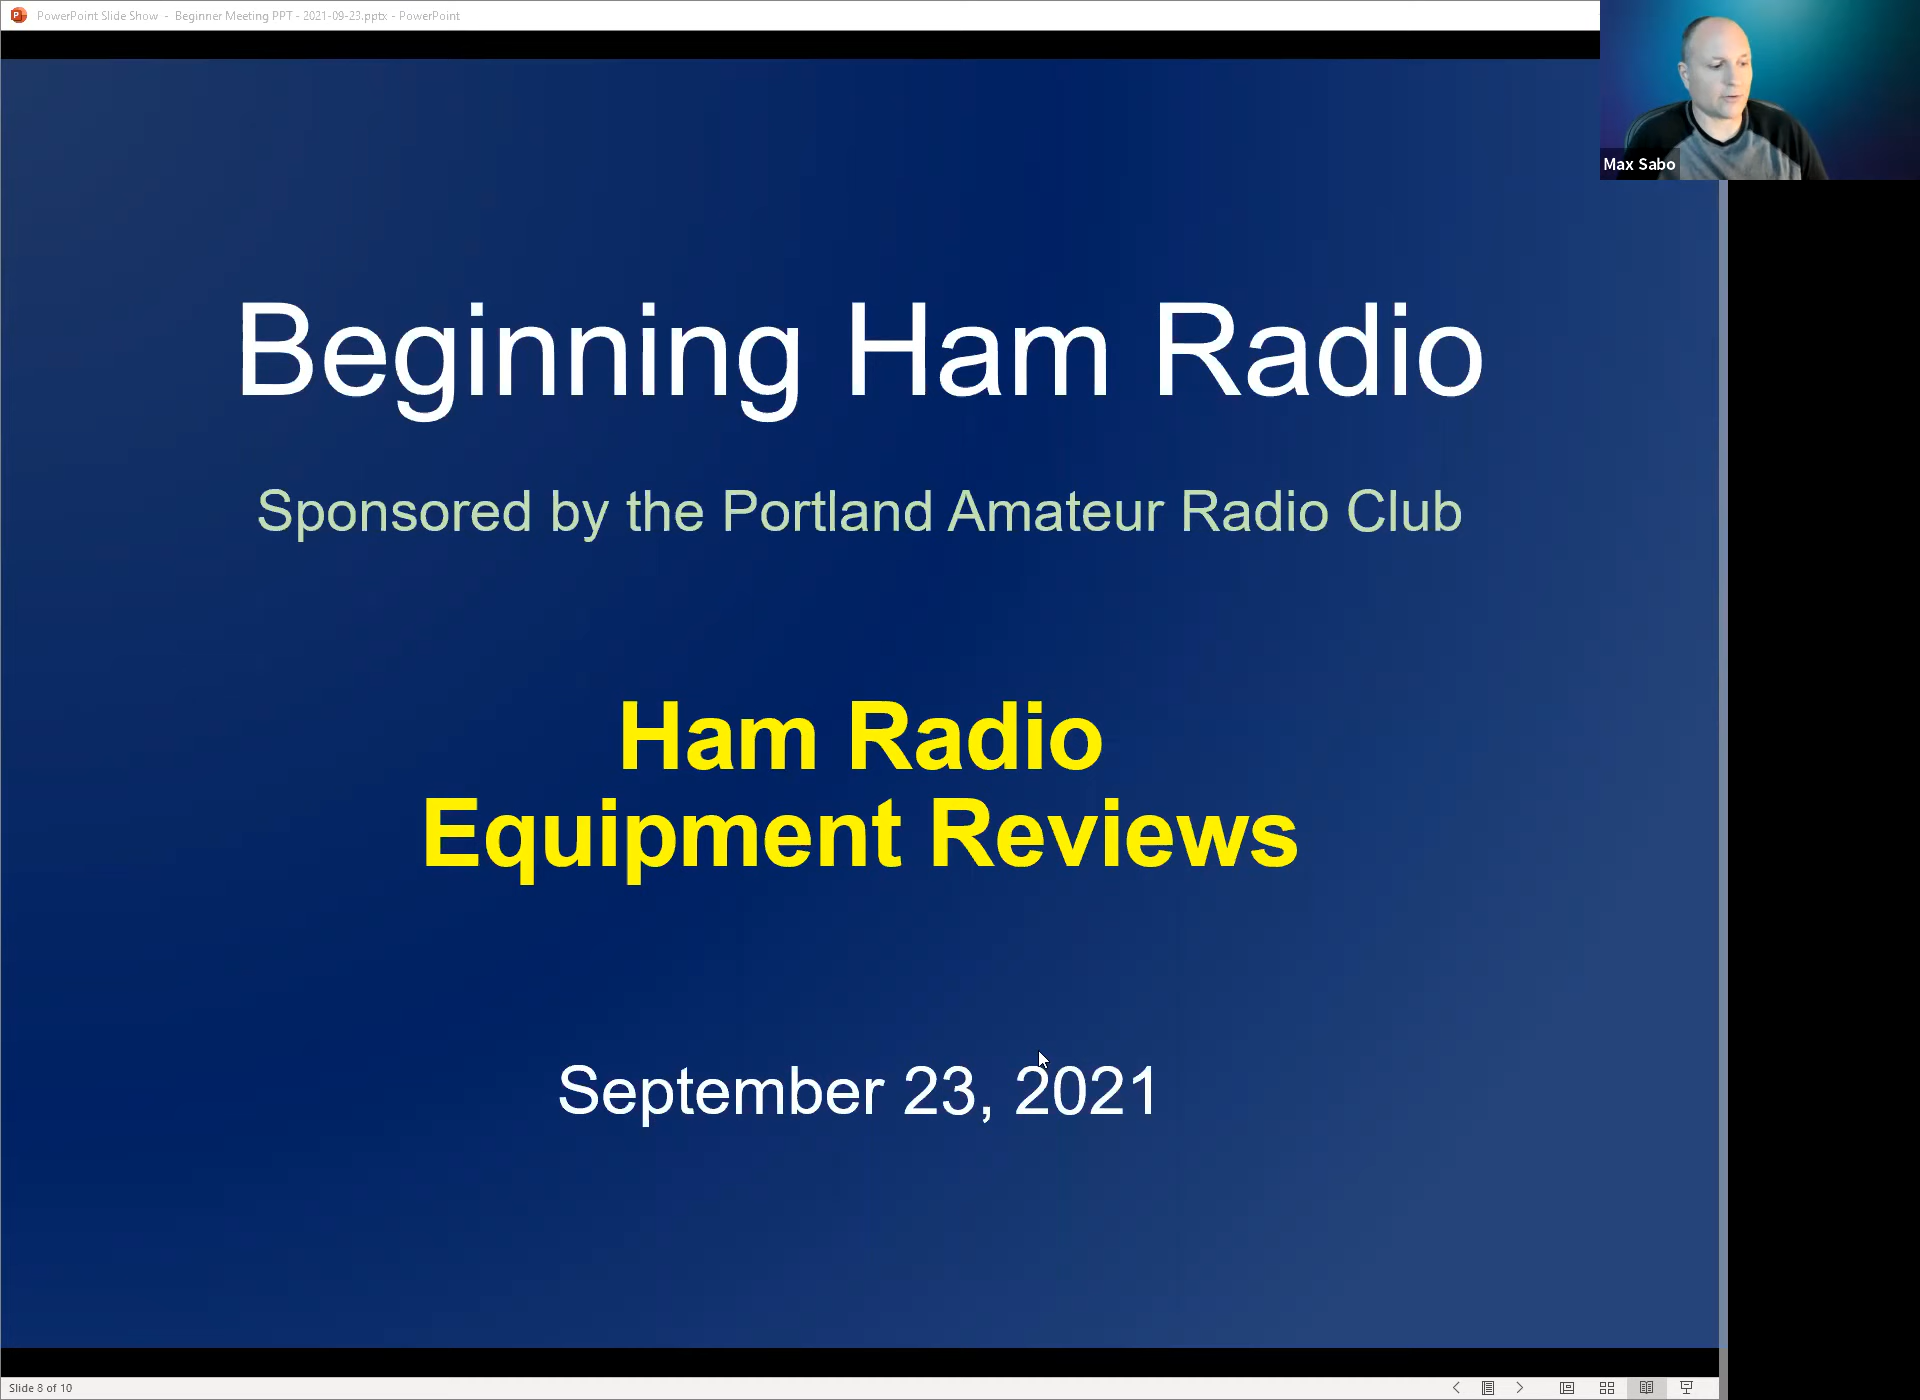 PowerPoint Slide Show - Beginner Meeting PPT - 2021-09-23.pptx - PowerPoint
Max Sabo
Beginning Ham Radio
Sponsored by the Portland Amateur Radio Club
Ham Radio
Equipment Reviews
September 23, 2021
Slide 8 of 10